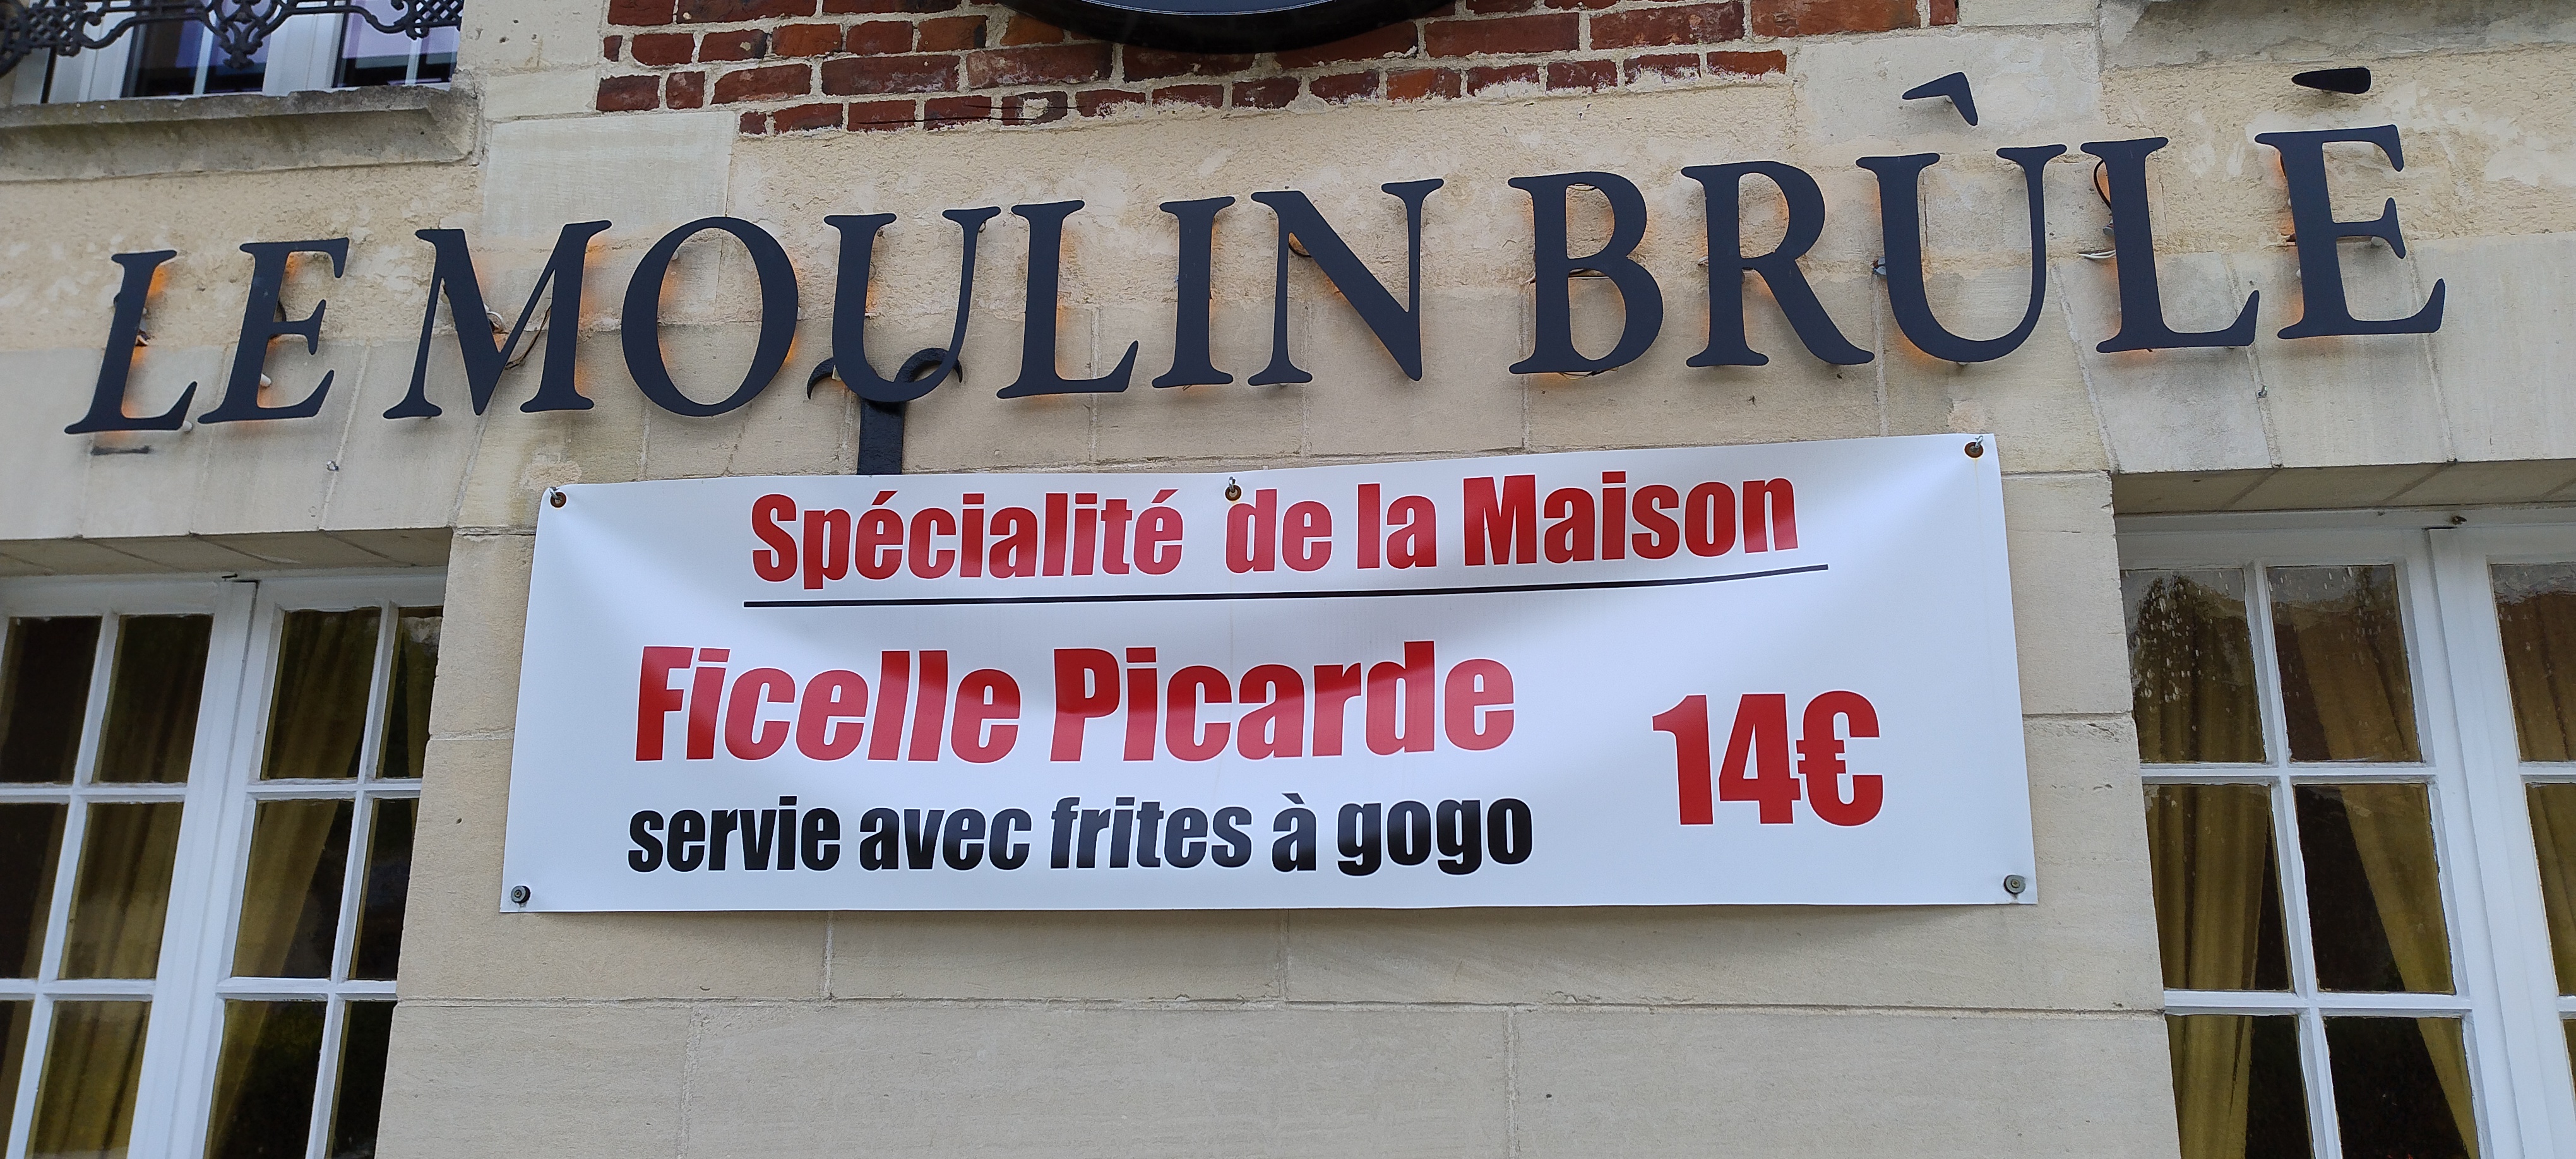 LE MOULIN BRÛLÉ
Spécialité de la Maison
Ficelle Picarde
14€
servie avec frites à gogo